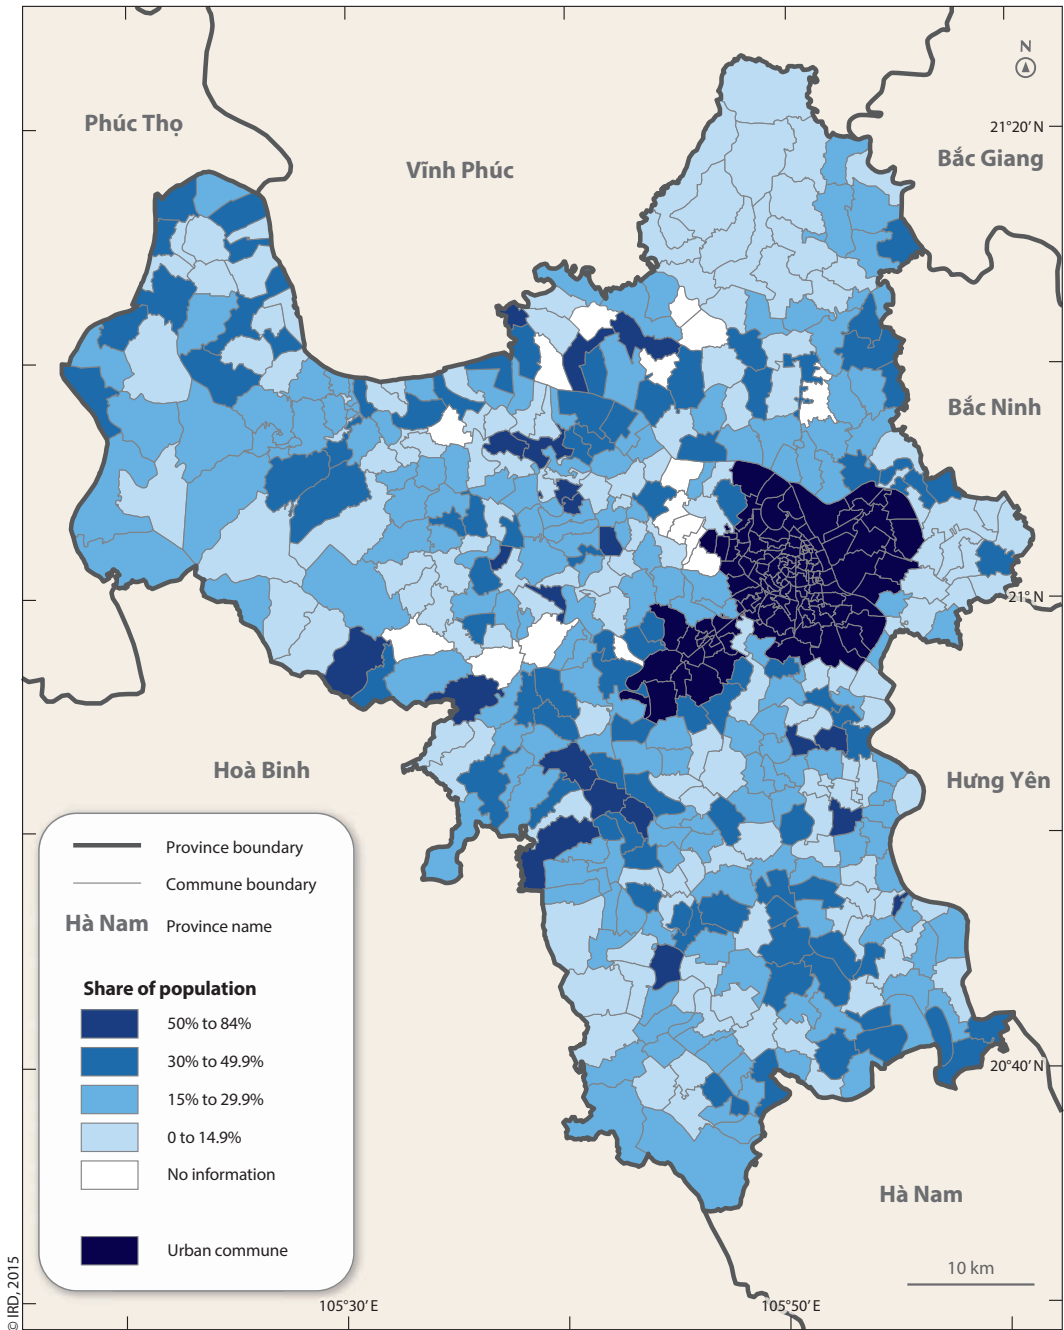 N
21°20′ N
Phúc Thọ
Bắc Giang
Vĩnh Phúc
Bắc Ninh
21° N
Hoà Binh
Hưng Yên
Province boundary
Commune boundary
Hà Nam Province name
Share of population
50% to 84%
30% to 49.9%
15% to 29.9%
0 to 14.9%
No information
Urban commune
20°40′ N
Hà Nam
10 km
105°30′ E
105°50′ E
© IRD, 2015